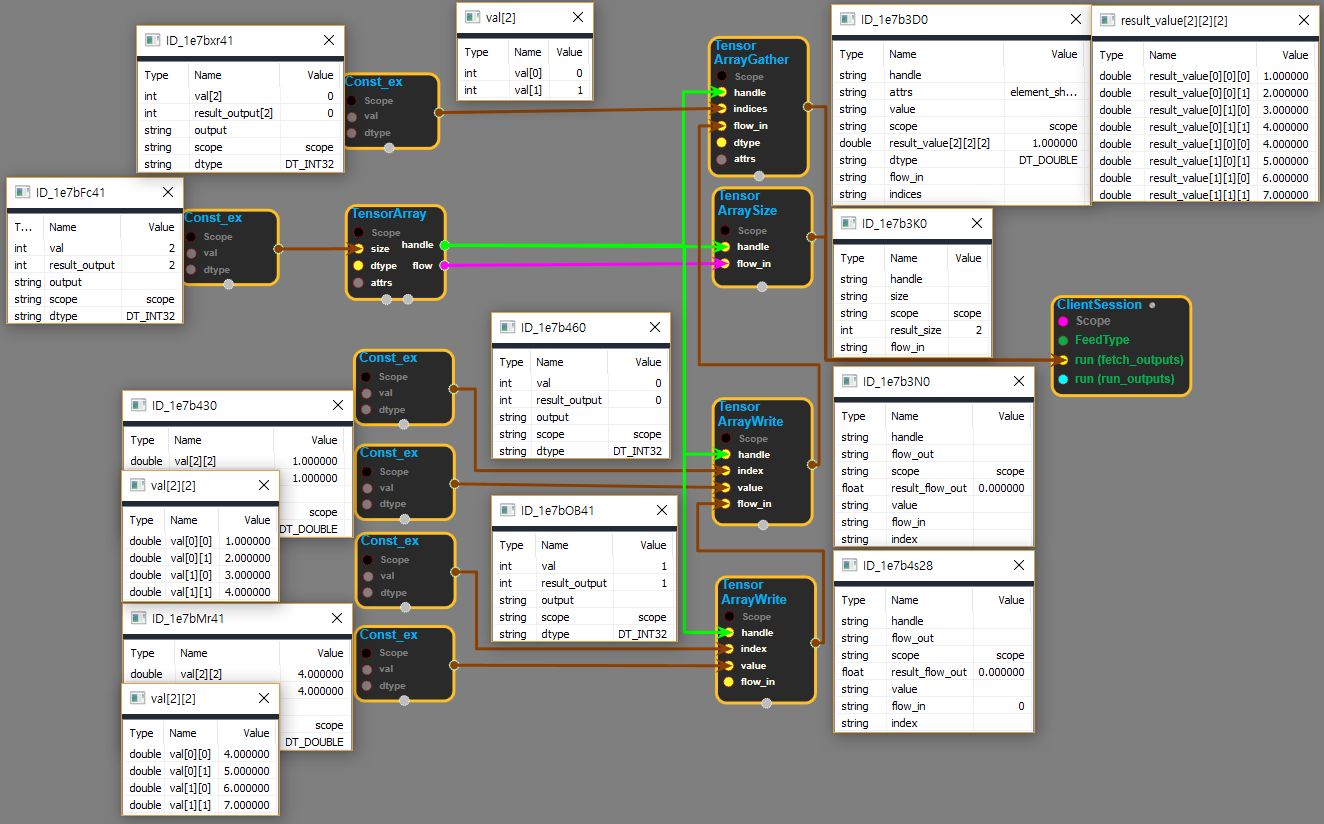 ID_1e7bxr41
Type Name Value
int val[2] 0
int result_output[2] 0
string output
string scope scope
string dtype DT_INT32
Const_ex
Scope
val
dtype
val[2]
Type Name Value
int val[0] 0
int val[1] 1
Tensor
ArrayGather
Scope
handle
indices
flow_in
dtype
attrs
ID_1e7b3D0
Type Name Value
string handle
string attrs element_sh...
string value
string scope scope
double result_value[2][2][2] 1.000000
string dtype DT_DOUBLE
string flow_in
string indices
result_value[2][2][2]
Type Name Value
double result_value[0][0][0] 1.000000
double result_value[0][0][1] 2.000000
double result_value[0][1][0] 3.000000
double result_value[0][1][1] 4.000000
double result_value[1][0][0] 4.000000
double result_value[1][0][1] 5.000000
double result_value[1][1][0] 6.000000
double result_value[1][1][1] 7.000000
ID_1e7bFc41
T... Name Value
int val 2
int result_output 2
string output
string scope scope
string dtype DT_INT32
Const_ex
Scope
val
dtype
TensorArray
Scope
size handle
dtype flow
attrs
Tensor
ArraySize
Scope
handle
flow_in
ID_1e7b3K0
Type Name Value
string handle
string size
string scope scope
int result_size 2
string flow_in
ClientSession
Scope
FeedType
run (fetch_outputs)
run (run_outputs)
ID_1e7b460
Type Name Value
int val 0
int result_output 0
string output
string scope scope
string dtype DT_INT32
Const_ex
Scope
val
dtype
ID_1e7b430
Type Name Value
double val[2][2] 1.000000
1.000000
scope
DT_DOUBLE
val[2][2]
Type Name Value
double val[0][0] 1.000000
double val[0][1] 2.000000
double val[1][0] 3.000000
double val[1][1] 4.000000
Const_ex
Scope
val
dtype
Tensor
ArrayWrite
Scope
handle
index
value
flow_in
ID_1e7b3N0
Type Name Value
string handle
string flow_out
string scope scope
float result_flow_out 0.000000
string value
string flow_in
string index
ID_1e7bOB41
Type Name Value
int val 1
int result_output 1
string output
string scope scope
string dtype DT_INT32
Const_ex
Scope
val
dtype
ID_1e7bMr41
Type Name Value
double val[2][2] 4.000000
4.000000
scope
DT_DOUBLE
val[2][2]
Type Name Value
double val[0][0] 4.000000
double val[0][1] 5.000000
double val[1][0] 6.000000
double val[1][1] 7.000000
Const_ex
Scope
val
dtype
Tensor
ArrayWrite
Scope
handle
index
value
flow_in
ID_1e7b4s28
Type Name Value
string handle
string flow_out
string scope scope
float result_flow_out 0.000000
string value
string flow_in 0
string index